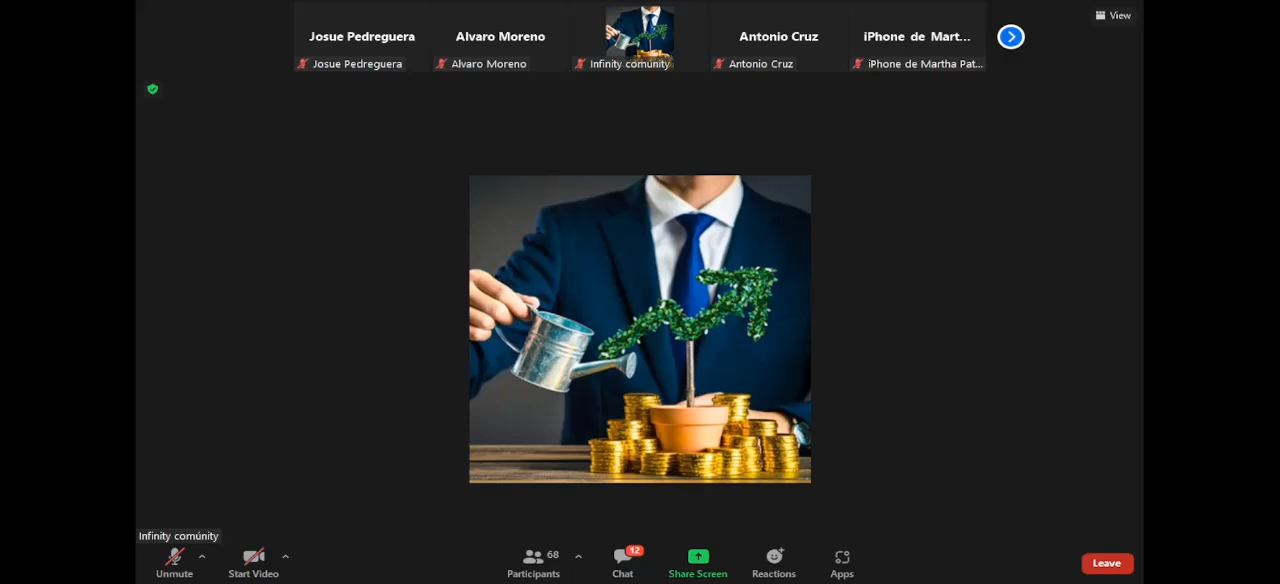 View
Josue Pedreguera
Alvaro Moreno
Antonio Cruz
iPhone de Mart...
Josue Pedreguera
Alvaro Moreno
Infinity comúnity
Antonio Cruz
iPhone de Martha Pat...
Infinity comúnity
Unmute
Start Video
68
Participants
12
Chat
Share Screen
Reactions
Apps
Leave